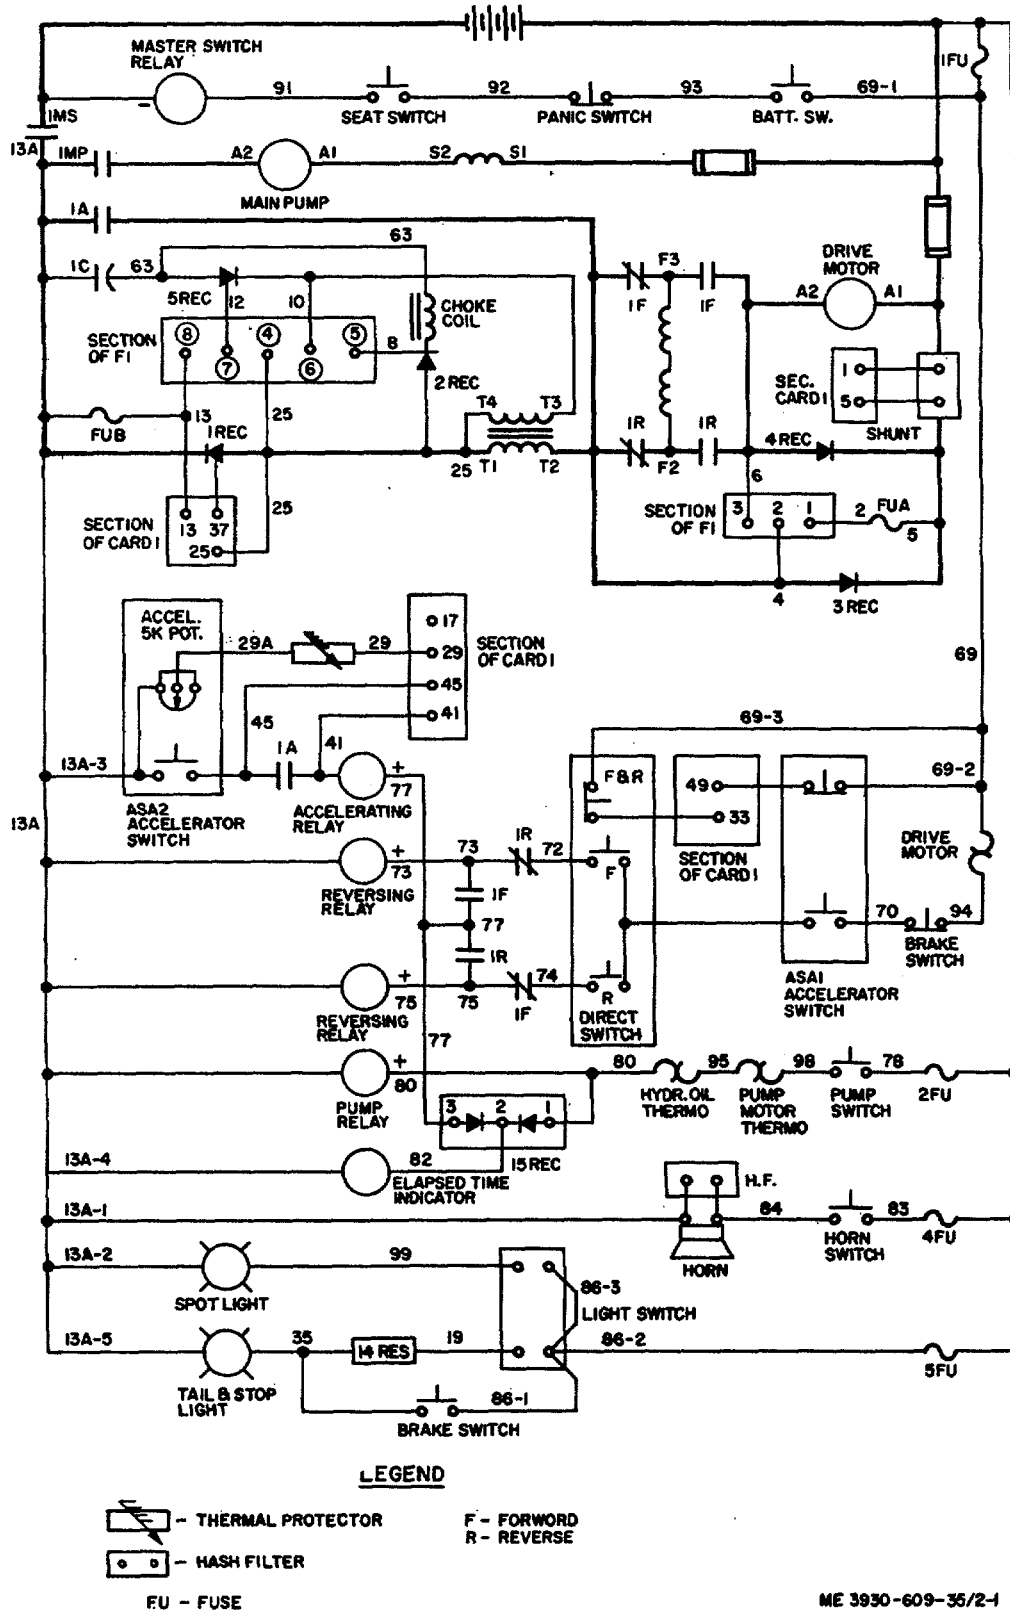 MASTER SWITCH
RELAY
1FU
91
92
93
69-1
SEAT SWITCH
PANIC SWITCH
BATT. SW.
1MS
13A
1MP
A2
A1
S2
S1
MAIN PUMP
1A
63
1C
63
F3
DRIVE
MOTOR
5REC
12
10
CHOKE
COIL
1F
1F
A2
A1
SECTION
OF F1
8
7
4
6
5
8
2 REC
SEC.
CARD 1
1
5
SHUNT
T4
T3
FUB
13
25
1REC
1R
1R
4 REC
25
T1
T2
F2
6
SECTION
OF CARD 1
13
37
25
25
SECTION
OF F1
3
2
1
2
FUA
5
4
3 REC
ACCEL.
5K POT.
29A
29
17
29
45
41
SECTION
OF CARD 1
69
45
41
69-3
13A-3
1A
+
77
F & R
49
33
69-2
13A
ASA2
ACCELERATOR
SWITCH
ACCELERATING
RELAY
SECTION
OF CARD 1
DRIVE
MOTOR
+
73
73
1R
72
F
REVERSING
RELAY
1F
77
70
94
1R
BRAKE
SWITCH
+
75
75
1F
74
R
REVERSING
RELAY
DIRECT
SWITCH
ASA1
ACCELERATOR
SWITCH
77
+
80
80
95
98
78
PUMP
RELAY
HYDR. OIL
THERMO
PUMP
MOTOR
THERMO
PUMP
SWITCH
2FU
3
2
1
15REC
13A-4
82
ELAPSED TIME
INDICATOR
H.F.
13A-1
84
83
HORN
HORN
SWITCH
4FU
13A-2
99
86-3
SPOT LIGHT
LIGHT SWITCH
13A-5
35
14 RES
19
86-2
5FU
TAIL & STOP
LIGHT
86-1
BRAKE SWITCH
LEGEND
- THERMAL PROTECTOR
F - FORWORD
R - REVERSE
- HASH FILTER
FU - FUSE
ME 3930-609-35/2-1